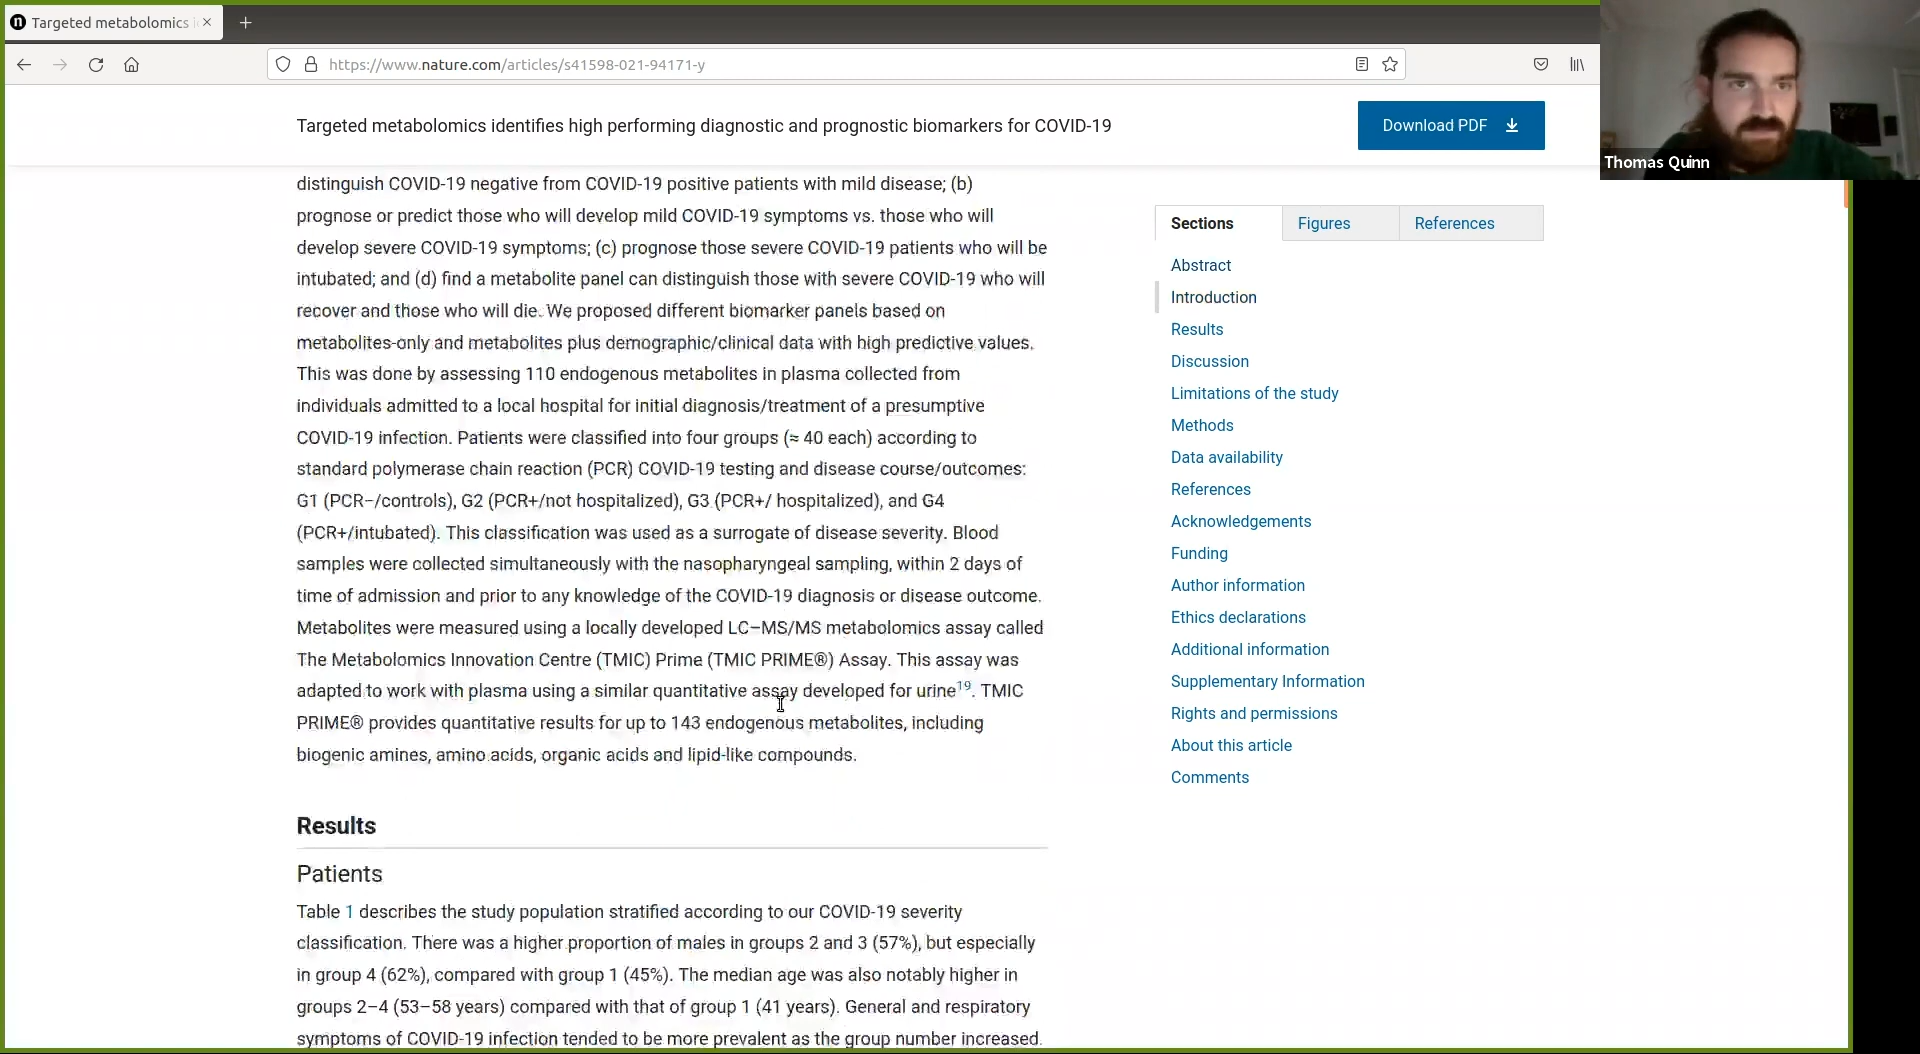 Targeted metabolomics
https://www.nature.com/articles/s41598-021-94171-y
Thomas Quinn
Targeted metabolomics identifies high performing diagnostic and prognostic biomarkers for COVID-19
Download PDF
distinguish COVID-19 negative from COVID-19 positive patients with mild disease; (b)
prognose or predict those who will develop mild COVID-19 symptoms vs. those who will
develop severe COVID-19 symptoms; (c) prognose those severe COVID-19 patients who will be
intubated; and (d) find a metabolite panel can distinguish those with severe COVID-19 who will
recover and those who will die. We proposed different biomarker panels based on
metabolites-only and metabolites plus demographic/clinical data with high predictive values.
This was done by assessing 110 endogenous metabolites in plasma collected from
individuals admitted to a local hospital for initial diagnosis/treatment of a presumptive
COVID-19 infection. Patients were classified into four groups (≈ 40 each) according to
standard polymerase chain reaction (PCR) COVID-19 testing and disease course/outcomes:
G1 (PCR−/controls), G2 (PCR+/not hospitalized), G3 (PCR+/ hospitalized), and G4
(PCR+/intubated). This classification was used as a surrogate of disease severity. Blood
samples were collected simultaneously with the nasopharyngeal sampling, within 2 days of
time of admission and prior to any knowledge of the COVID-19 diagnosis or disease outcome.
Metabolites were measured using a locally developed LC–MS/MS metabolomics assay called
The Metabolomics Innovation Centre (TMIC) Prime (TMIC PRIME®) Assay. This assay was
adapted to work with plasma using a similar quantitative assay developed for urine19. TMIC
PRIME® provides quantitative results for up to 143 endogenous metabolites, including
biogenic amines, amino acids, organic acids and lipid-like compounds.
Results
Patients
Table 1 describes the study population stratified according to our COVID-19 severity
classification. There was a higher proportion of males in groups 2 and 3 (57%), but especially
in group 4 (62%), compared with group 1 (45%). The median age was also notably higher in
groups 2–4 (53–58 years) compared with that of group 1 (41 years). General and respiratory
symptoms of COVID-19 infection tended to be more prevalent as the group number increased.
Sections Figures References
Abstract
Introduction
Results
Discussion
Limitations of the study
Methods
Data availability
References
Acknowledgements
Funding
Author information
Ethics declarations
Additional information
Supplementary Information
Rights and permissions
About this article
Comments